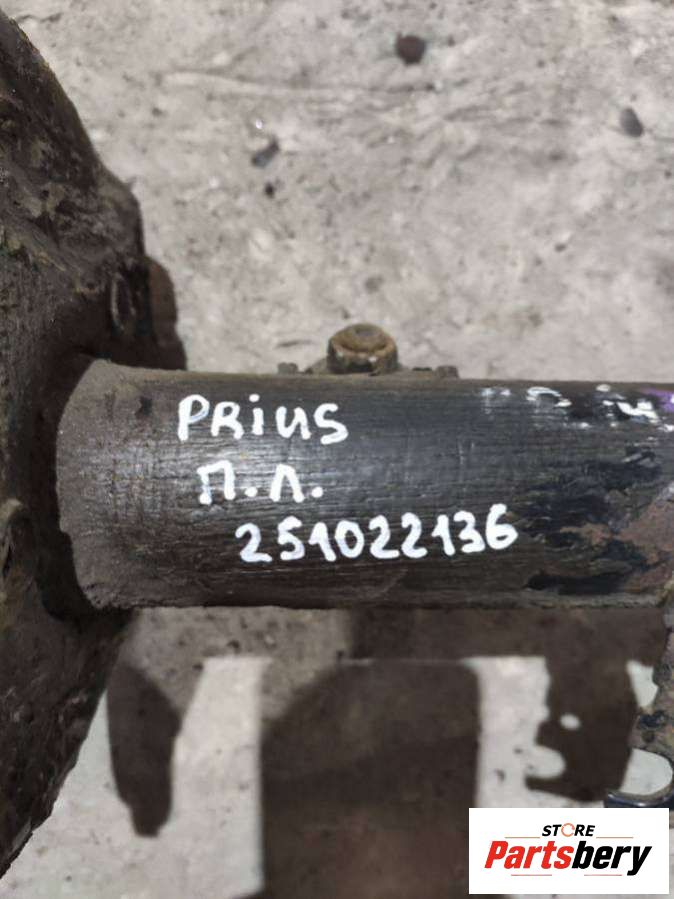 PRiUS
П.Л.
251022136
STORE
Partsbery